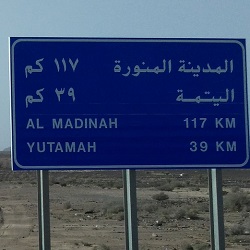 المدينة المنورة ١١٧ كم
اليتمة ٣٩ كم
AL MADINAH 117 KM
YUTAMAH 39 KM